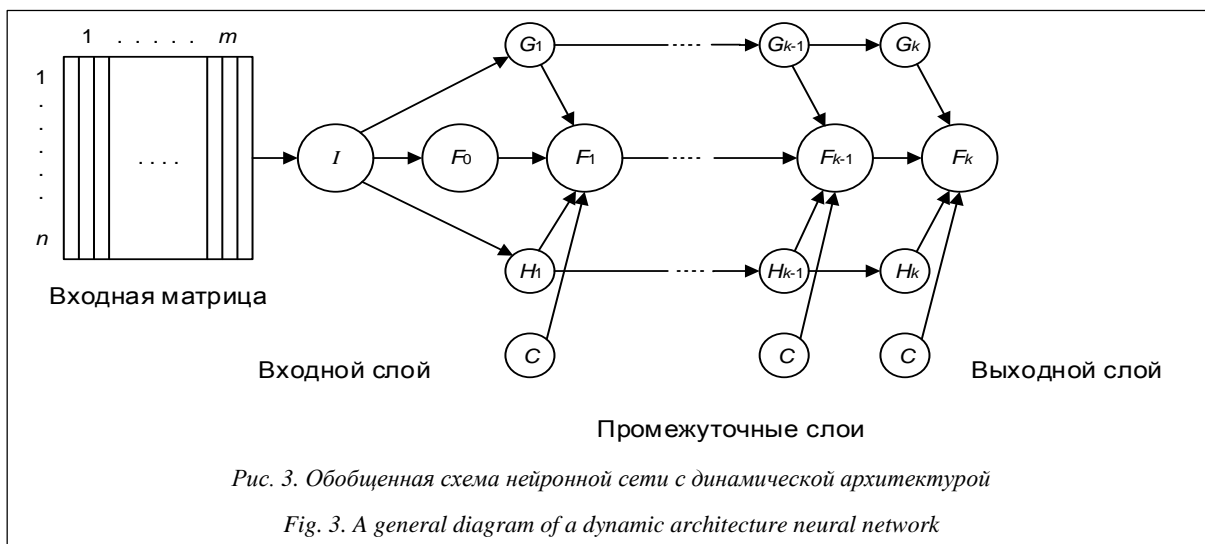 1 . . . . . m
1
.
.
.
.
.
.
n
. . . .
Входная матрица
I
G1
....
Gk-1
Gk
F0
F1
....
Fk-1
Fk
H1
....
Hk-1
Hk
C
C
C
Входной слой
Выходной слой
Промежуточные слои
Рис. 3. Обобщенная схема нейронной сети с динамической архитектурой
Fig. 3. A general diagram of a dynamic architecture neural network